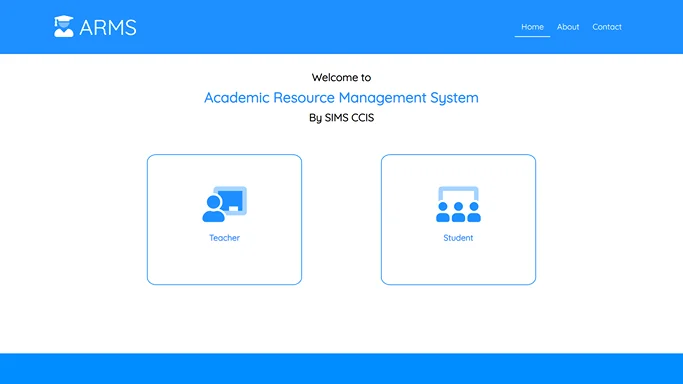 ARMS
Home About Contact
Welcome to
Academic Resource Management System
By SIMS CCIS
Teacher
Student